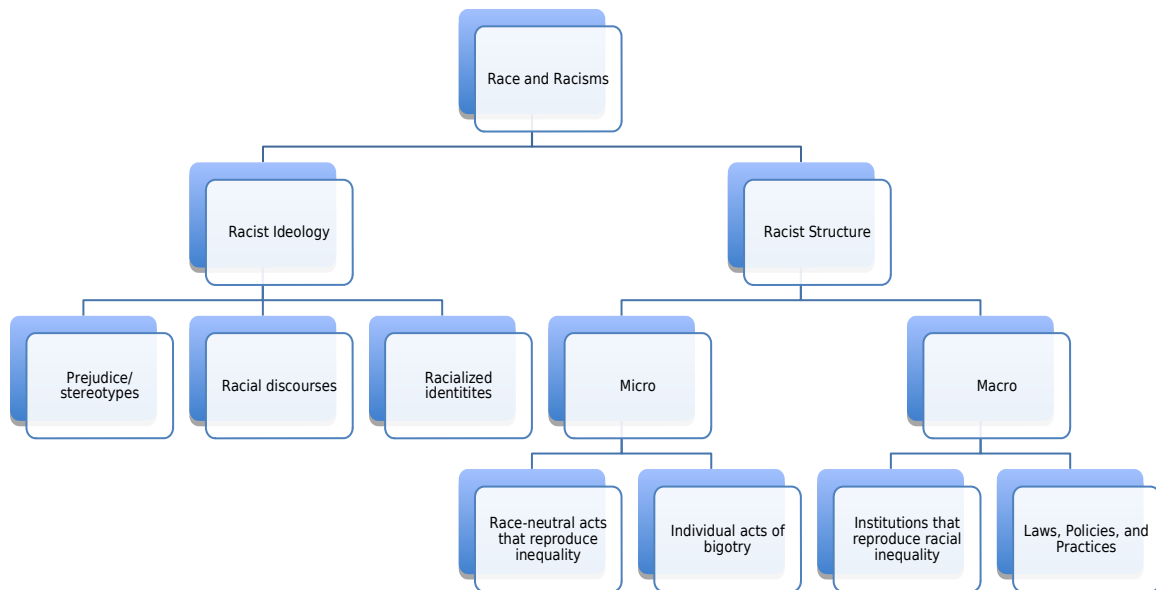 Race and Racisms
Racist Ideology
Racist Structure
Prejudice/
stereotypes
Racial discourses
Racialized
identitites
Micro
Macro
Race-neutral acts
that reproduce
inequality
Individual acts of
bigotry
Institutions that
reproduce racial
inequality
Laws, Policies, and
Practices